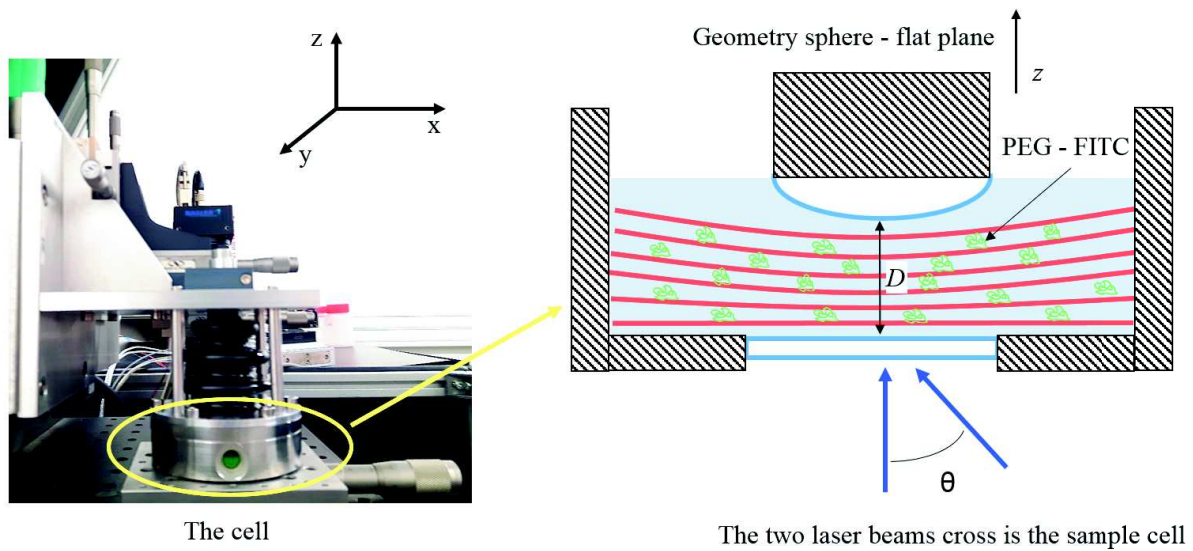 z
x
y
The cell
Geometry sphere - flat plane
z
PEG - FITC
D
θ
The two laser beams cross is the sample cell